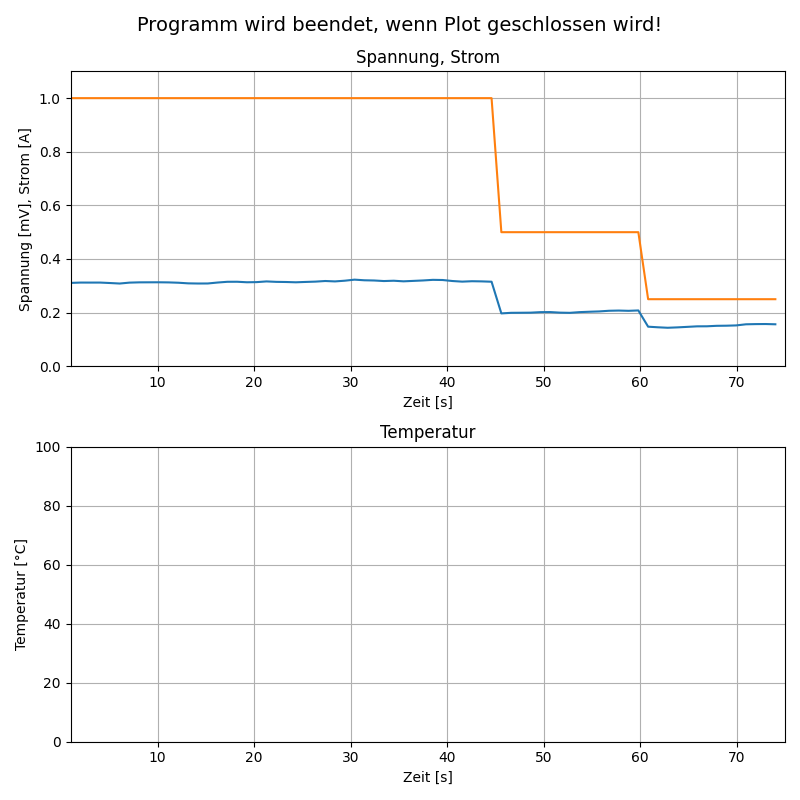 Programm wird beendet, wenn Plot geschlossen wird!
Spannung, Strom
Spannung [mV], Strom [A]
1.0
0.8
0.6
0.4
0.2
0.0
10 20 30 40 50 60 70
Zeit [s]
Temperatur
Temperatur [°C]
100
80
60
40
20
0
10 20 30 40 50 60 70
Zeit [s]